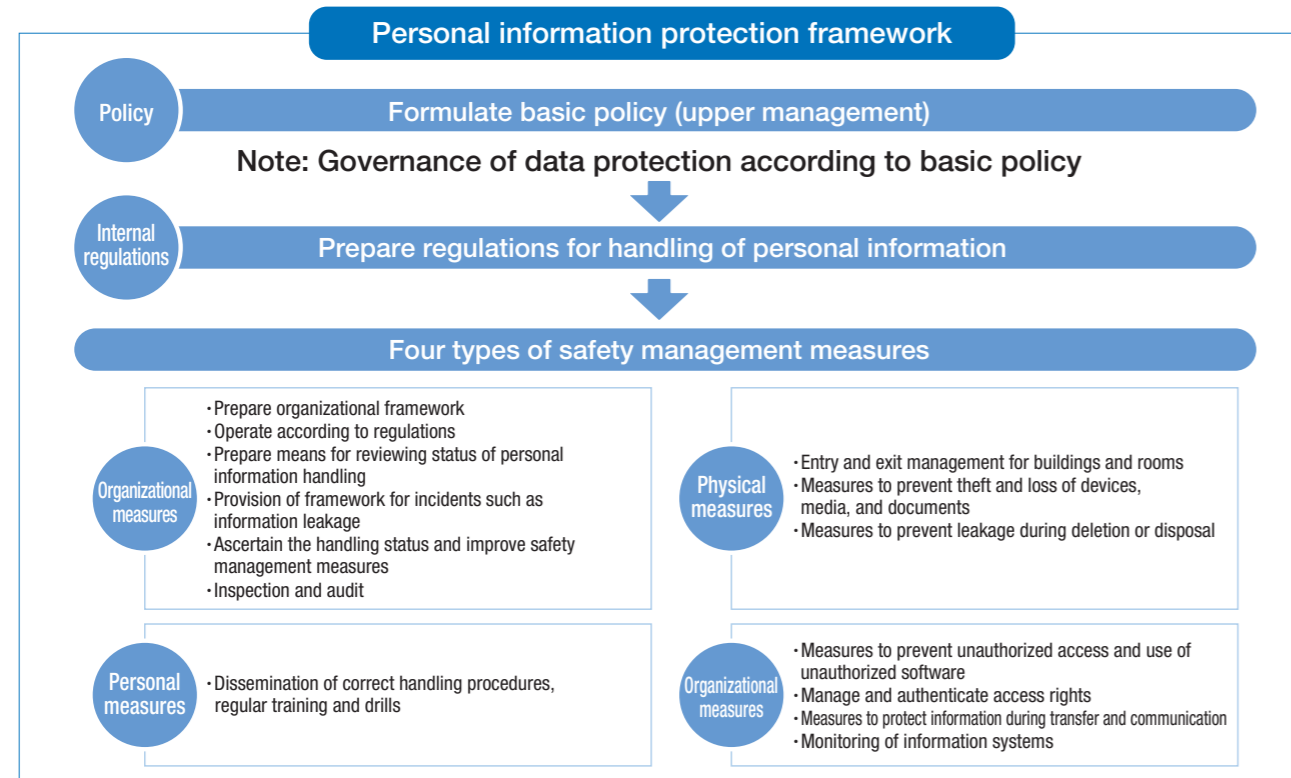 Personal information protection framework
Policy
Formulate basic policy (upper management)
Note: Governance of data protection according to basic policy
Internal
regulations
Prepare regulations for handling of personal information
Four types of safety management measures
Organizational
measures
・Prepare organizational framework
・Operate according to regulations
・Prepare means for reviewing status of personal
information handling
・Provision of framework for incidents such as
information leakage
・Ascertain the handling status and improve safety
management measures
・Inspection and audit
Physical
measures
・Entry and exit management for buildings and rooms
・Measures to prevent theft and loss of devices,
media, and documents
・Measures to prevent leakage during deletion or disposal
Personal
measures
・Dissemination of correct handling procedures,
regular training and drills
Organizational
measures
・Measures to prevent unauthorized access and use of
unauthorized software
・Manage and authenticate access rights
・Measures to protect information during transfer and communication
・Monitoring of information systems